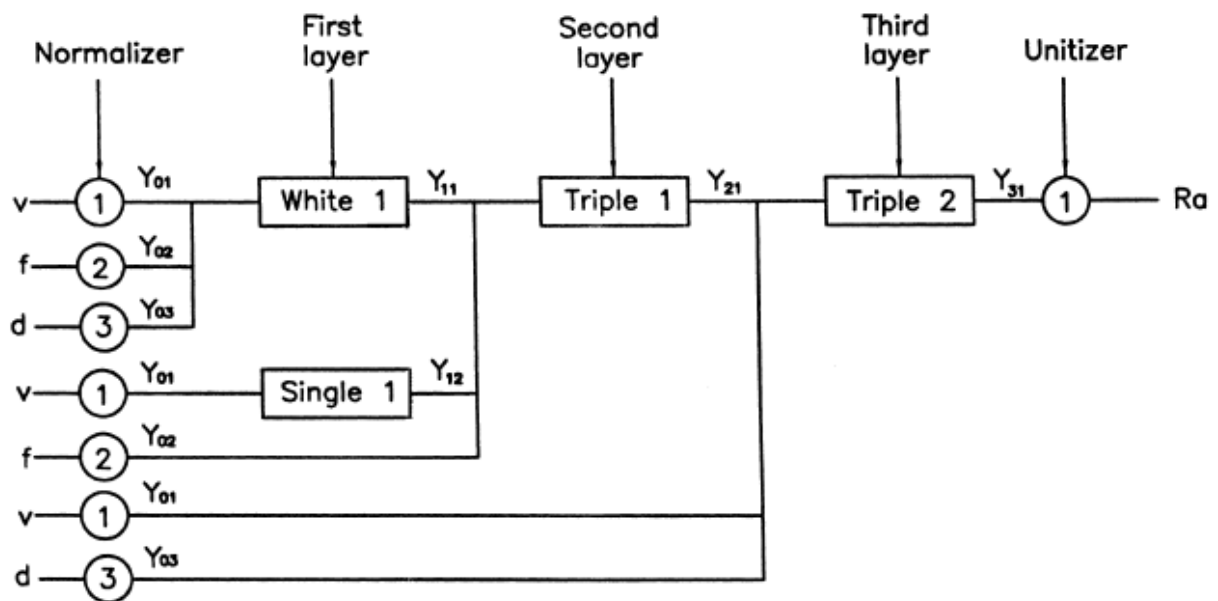 First Second Third
Normalizer layer layer layer Unitizer
v 1 Y01 White 1 Y11 Triple 1 Y21 Triple 2 Y31 1 Ra
f 2 Y02
d 3 Y03
v 1 Y01 Single 1 Y12
f 2 Y02
v 1 Y01
d 3 Y03